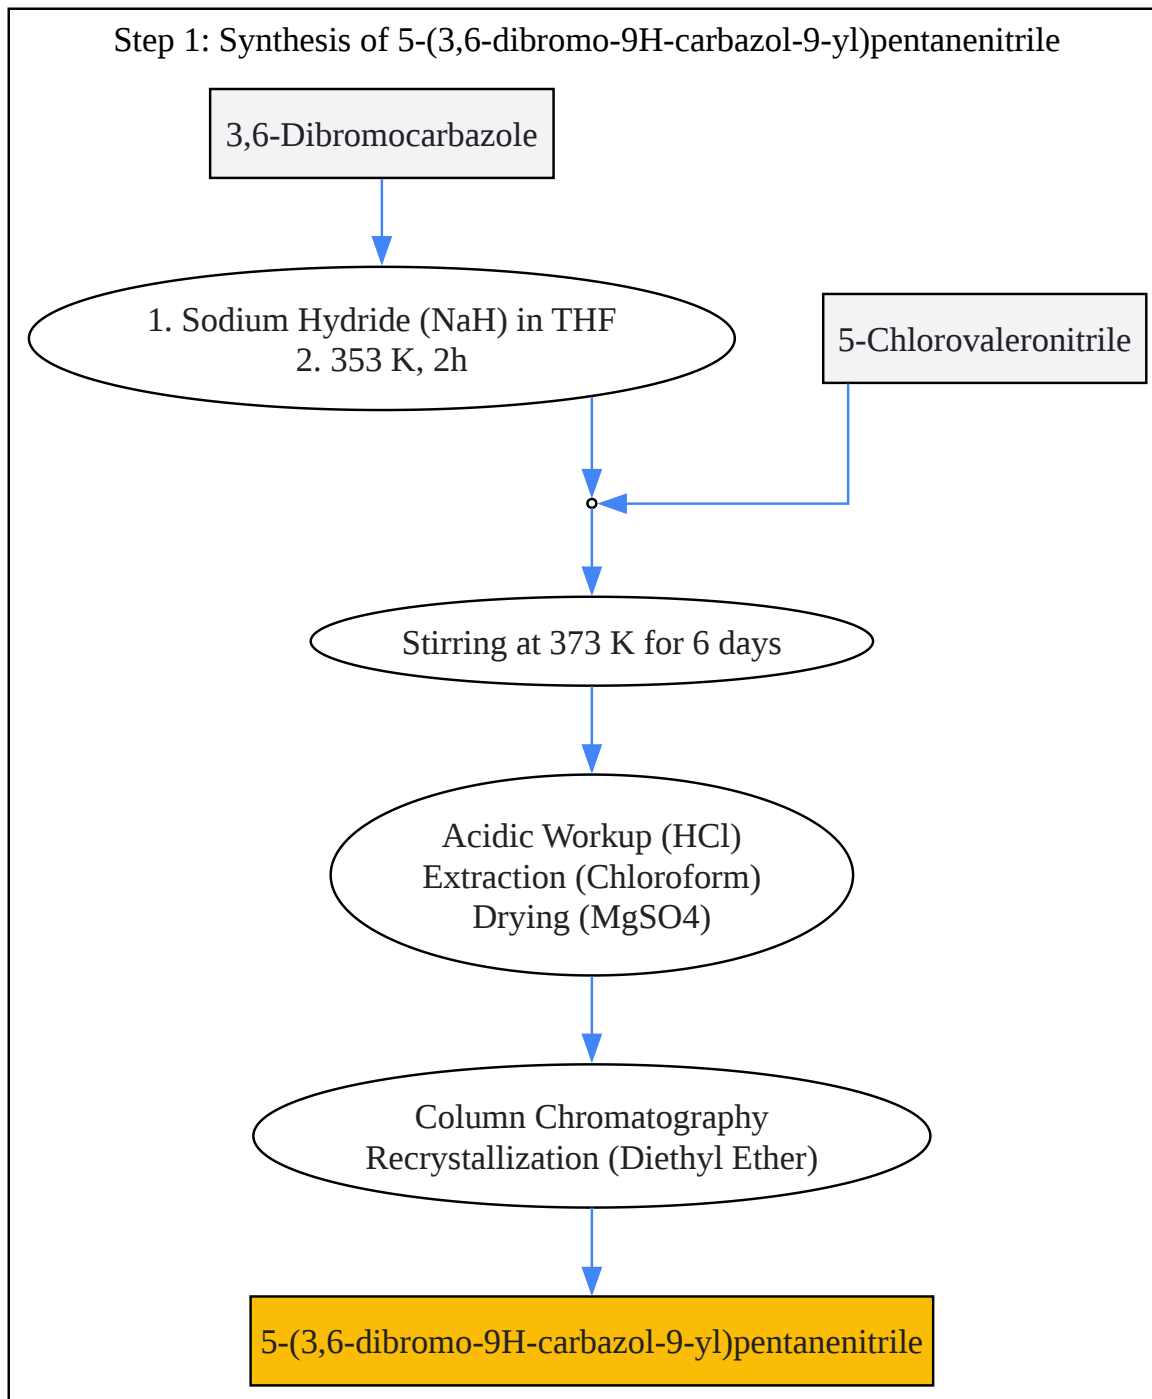 Step 1: Synthesis of 5-(3,6-dibromo-9H-carbazol-9-yl)pentanenitrile
3,6-Dibromocarbazole
1. Sodium Hydride (NaH) in THF
2. 353 K, 2h
5-Chlorovaleronitrile
Stirring at 373 K for 6 days
Acidic Workup (HCl)
Extraction (Chloroform)
Drying (MgSO4)
Column Chromatography
Recrystallization (Diethyl Ether)
5-(3,6-dibromo-9H-carbazol-9-yl)pentanenitrile